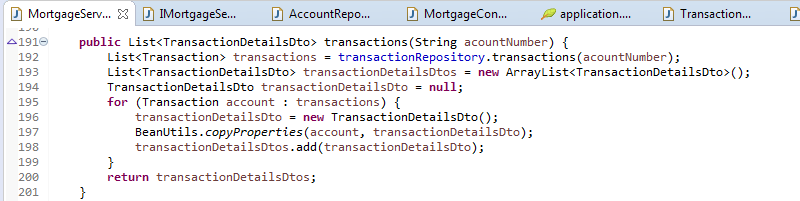 MortgageServ... IMortgageSe... AccountRepo... MortgageCon... application.... Transaction...
191 public List<TransactionDetailsDto> transactions(String acountNumber) {
192 List<Transaction> transactions = transactionRepository.transactions(acountNumber);
193 List<TransactionDetailsDto> transactionDetailsDtos = new ArrayList<TransactionDetailsDto>();
194 TransactionDetailsDto transactionDetailsDto = null;
195 for (Transaction account : transactions) {
196 transactionDetailsDto = new TransactionDetailsDto();
197 BeanUtils.copyProperties(account, transactionDetailsDto);
198 transactionDetailsDtos.add(transactionDetailsDto);
199 }
200 return transactionDetailsDtos;
201 }